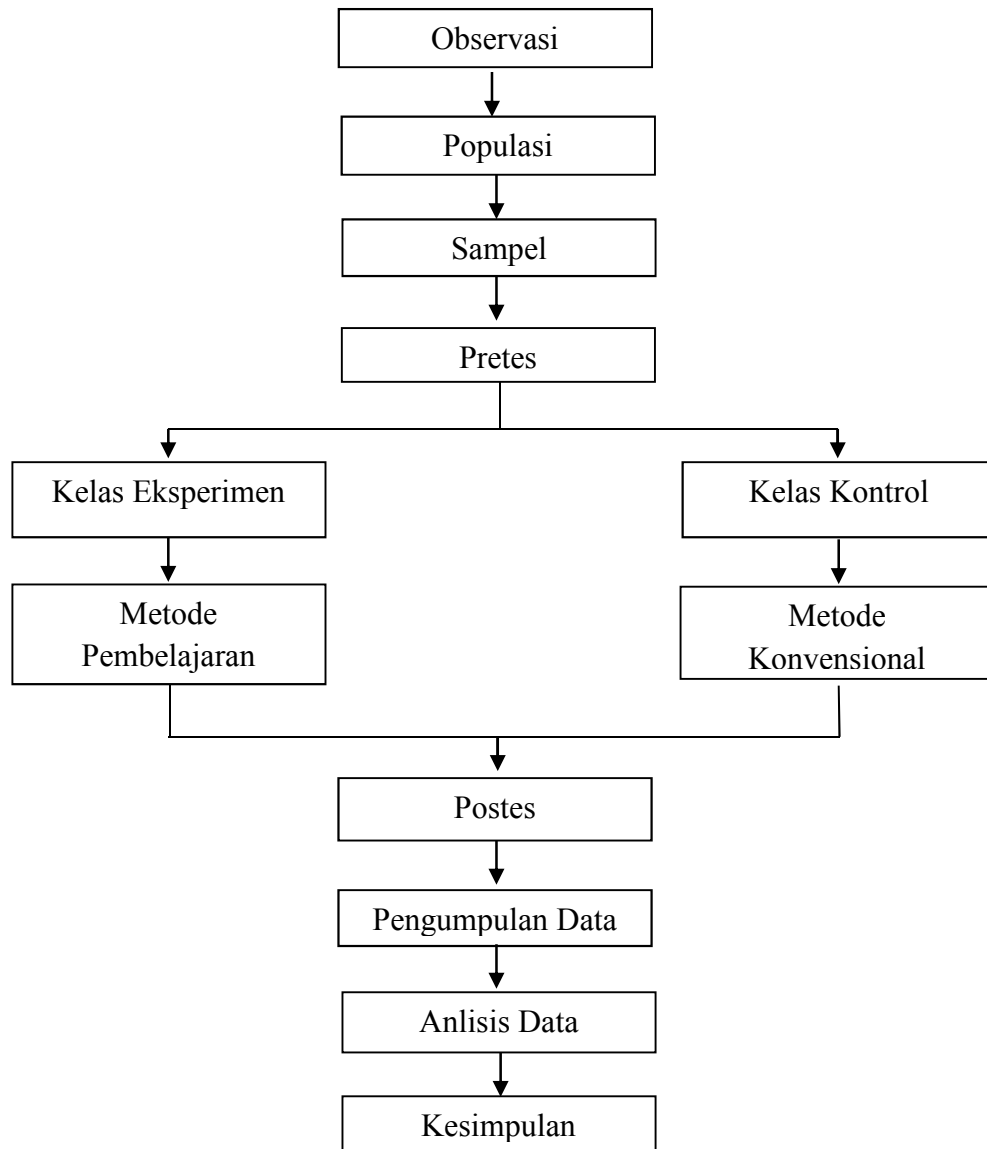 Observasi
Populasi
Sampel
Pretes
Kelas Eksperimen
Kelas Kontrol
Metode
Pembelajaran
Metode
Konvensional
Postes
Pengumpulan Data
Anlisis Data
Kesimpulan